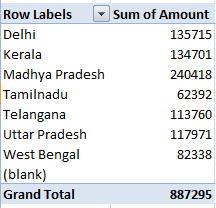 Row Labels Sum of Amount
Delhi 135715
Kerala 134701
Madhya Pradesh 240418
Tamilnadu 62392
Telangana 113760
Uttar Pradesh 117971
West Bengal 82338
(blank)
Grand Total 887295